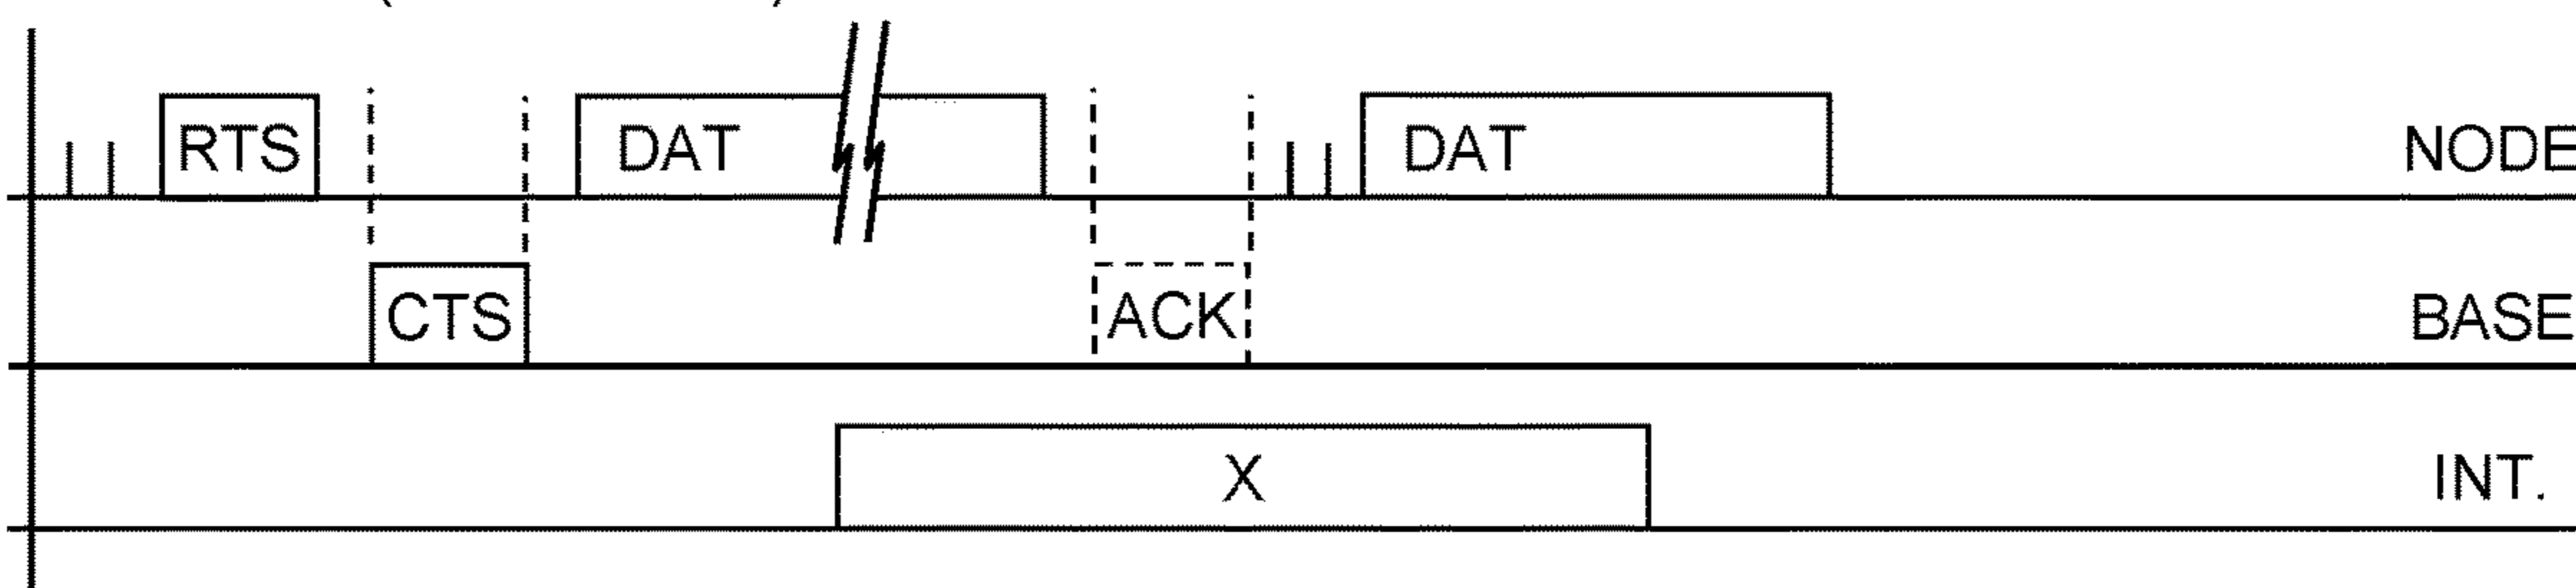 RTS DAT DAT NODE
CTS ACK BASE
X INT.